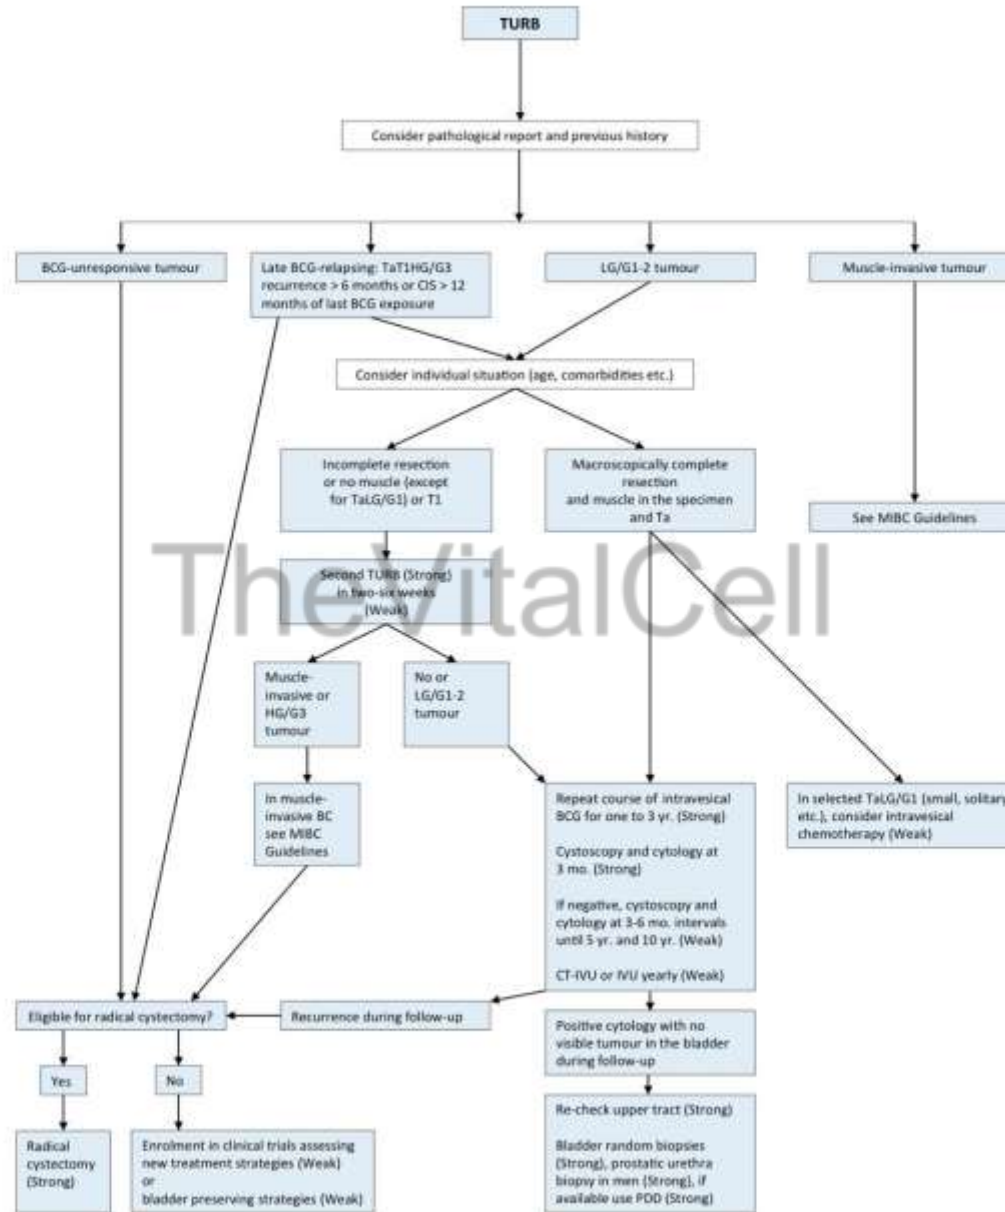 TURB
Consider pathological report and previous history
BCG-unresponsive tumour
Late BCG-relapsing: TaT1HG/G3
recurrence > 6 months or CIS > 12
months of last BCG exposure
LG/G1-2 tumour
Muscle-invasive tumour
Consider individual situation (age, comorbidities etc.)
Incomplete resection
or no muscle (except
for TaLG/G1) or T1
Macroscopically complete
resection
and muscle in the specimen
and Ta
See MIBC Guidelines
TheVitalCell
Second TURB (Strong)
in two-six weeks
(Weak)
Muscle-
invasive or
HG/G3
tumour
No or
LG/G1-2
tumour
In muscle-
invasive BC
see MIBC
Guidelines
Repeat course of intravesical
BCG for one to 3 yr. (Strong)
Cystoscopy and cytology at
3 mo. (Strong)
If negative, cystoscopy and
cytology at 3-6 mo. intervals
until 5 yr. and 10 yr. (Weak)
CT-IVU or IVU yearly (Weak)
In selected TaLG/G1 (small, solitary
etc.), consider intravesical
chemotherapy (Weak)
Eligible for radical cystectomy?
Recurrence during follow-up
Positive cytology with no
visible tumour in the bladder
during follow-up
Yes
No
Radical
cystectomy
(Strong)
Enrolment in clinical trials assessing
new treatment strategies (Weak)
or
bladder preserving strategies (Weak)
Re-check upper tract (Strong)
Bladder random biopsies
(Strong), prostatic urethra
biopsy in men (Strong), if
available use PDD (Strong)